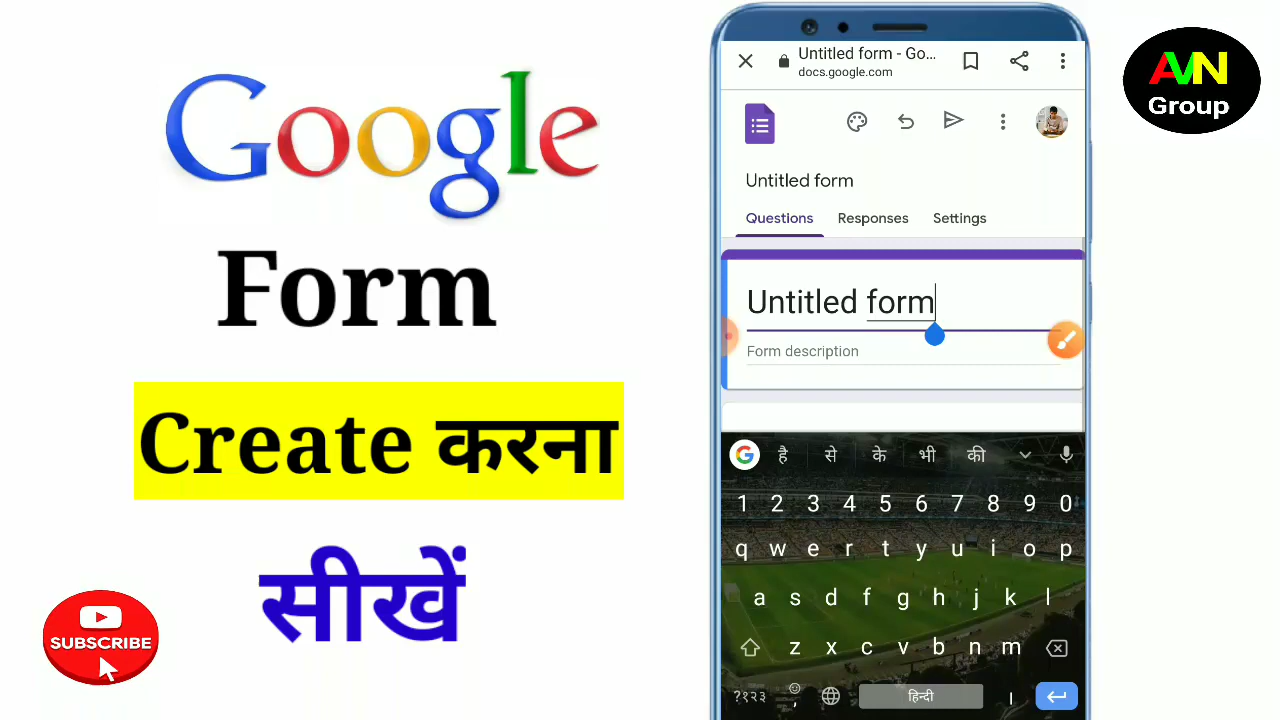 Google
Form
Create करना
सीखें
SUBSCRIBE
AVN
Group
Untitled form - Go...
docs.google.com
Untitled form
Questions Responses Settings
Untitled form
Form description
G है से के भी की
1 2 3 4 5 6 7 8 9 0
q w e r t y u i o p
a s d f g h j k l
z x c v b n m
?१२३ , हिन्दी ।